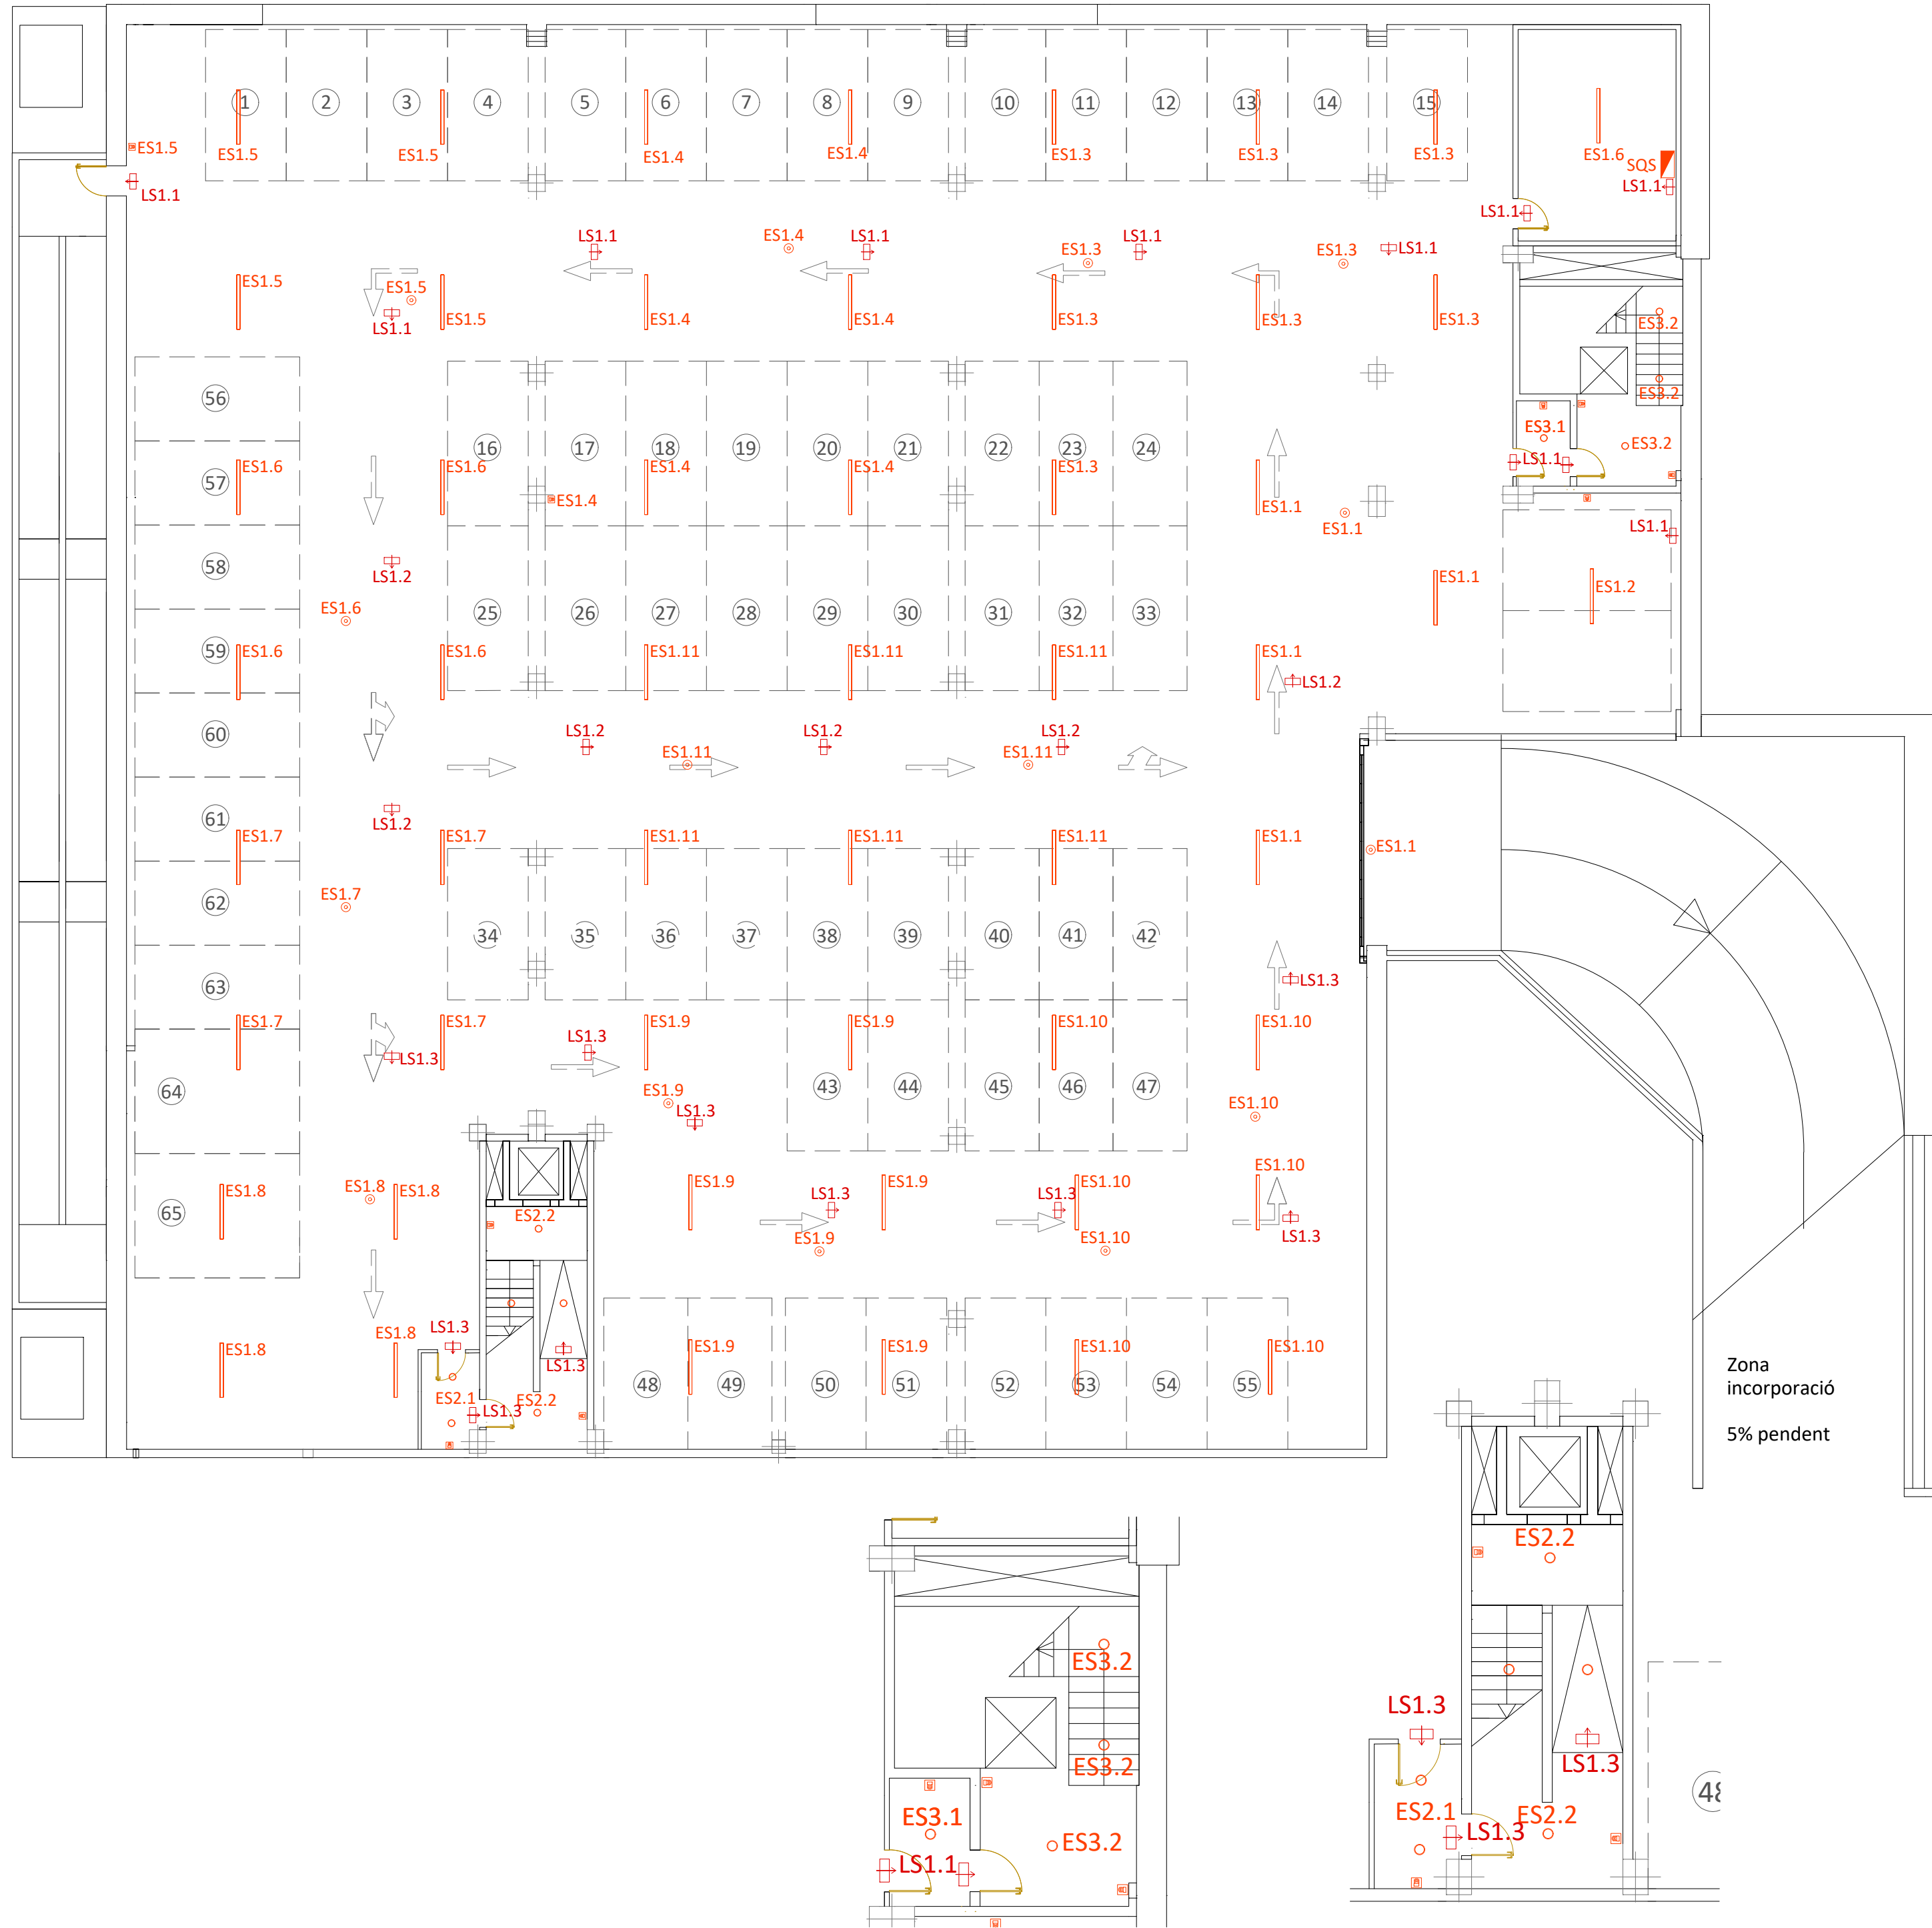 1
2
3
4
5
6
7
8
9
10
11
12
13
14
15
ES1.5
ES1.5
ES1.5
ES1.4
ES1.4
ES1.3
ES1.3
ES1.3
ES1.6
SQS
LS1.1
LS1.1
LS1.1
LS1.1
ES1.4
LS1.1
ES1.3
LS1.1
ES1.3
LS1.1
ES1.5
ES1.5
LS1.1
ES1.5
ES1.4
ES1.4
ES1.3
ES1.3
ES1.3
ES3.2
ES3.2
ES3.1
ES3.2
LS1.1
56
16
17
18
19
20
21
22
23
24
57
ES1.6
ES1.6
ES1.4
ES1.4
ES1.3
ES1.4
ES1.1
ES1.1
LS1.1
58
LS1.2
ES1.1
ES1.2
ES1.6
25
26
27
28
29
30
31
32
33
59
ES1.6
ES1.6
ES1.11
ES1.11
ES1.11
ES1.1
LS1.2
60
LS1.2
LS1.2
LS1.2
ES1.11
ES1.11
61
LS1.2
ES1.7
ES1.7
ES1.11
ES1.11
ES1.11
ES1.1
ES1.1
62
ES1.7
34
35
36
37
38
39
40
41
42
63
LS1.3
ES1.7
ES1.7
ES1.9
ES1.9
ES1.10
ES1.10
LS1.3
LS1.3
64
ES1.9
LS1.3
43
44
45
46
47
ES1.10
ES1.10
65
ES1.8
ES1.8
ES1.8
ES2.2
ES1.9
ES1.9
ES1.10
LS1.3
LS1.3
LS1.3
ES1.9
ES1.10
ES1.8
ES1.8
LS1.3
LS1.3
ES1.9
ES1.9
ES1.10
ES1.10
48
49
50
51
52
53
54
55
ES2.1
LS1.3
ES2.2
Zona
incorporació
5% pendent
ES2.2
ES3.2
ES3.2
ES3.1
ES3.2
LS1.1
LS1.3
LS1.3
ES2.1
ES2.2
LS1.3
48